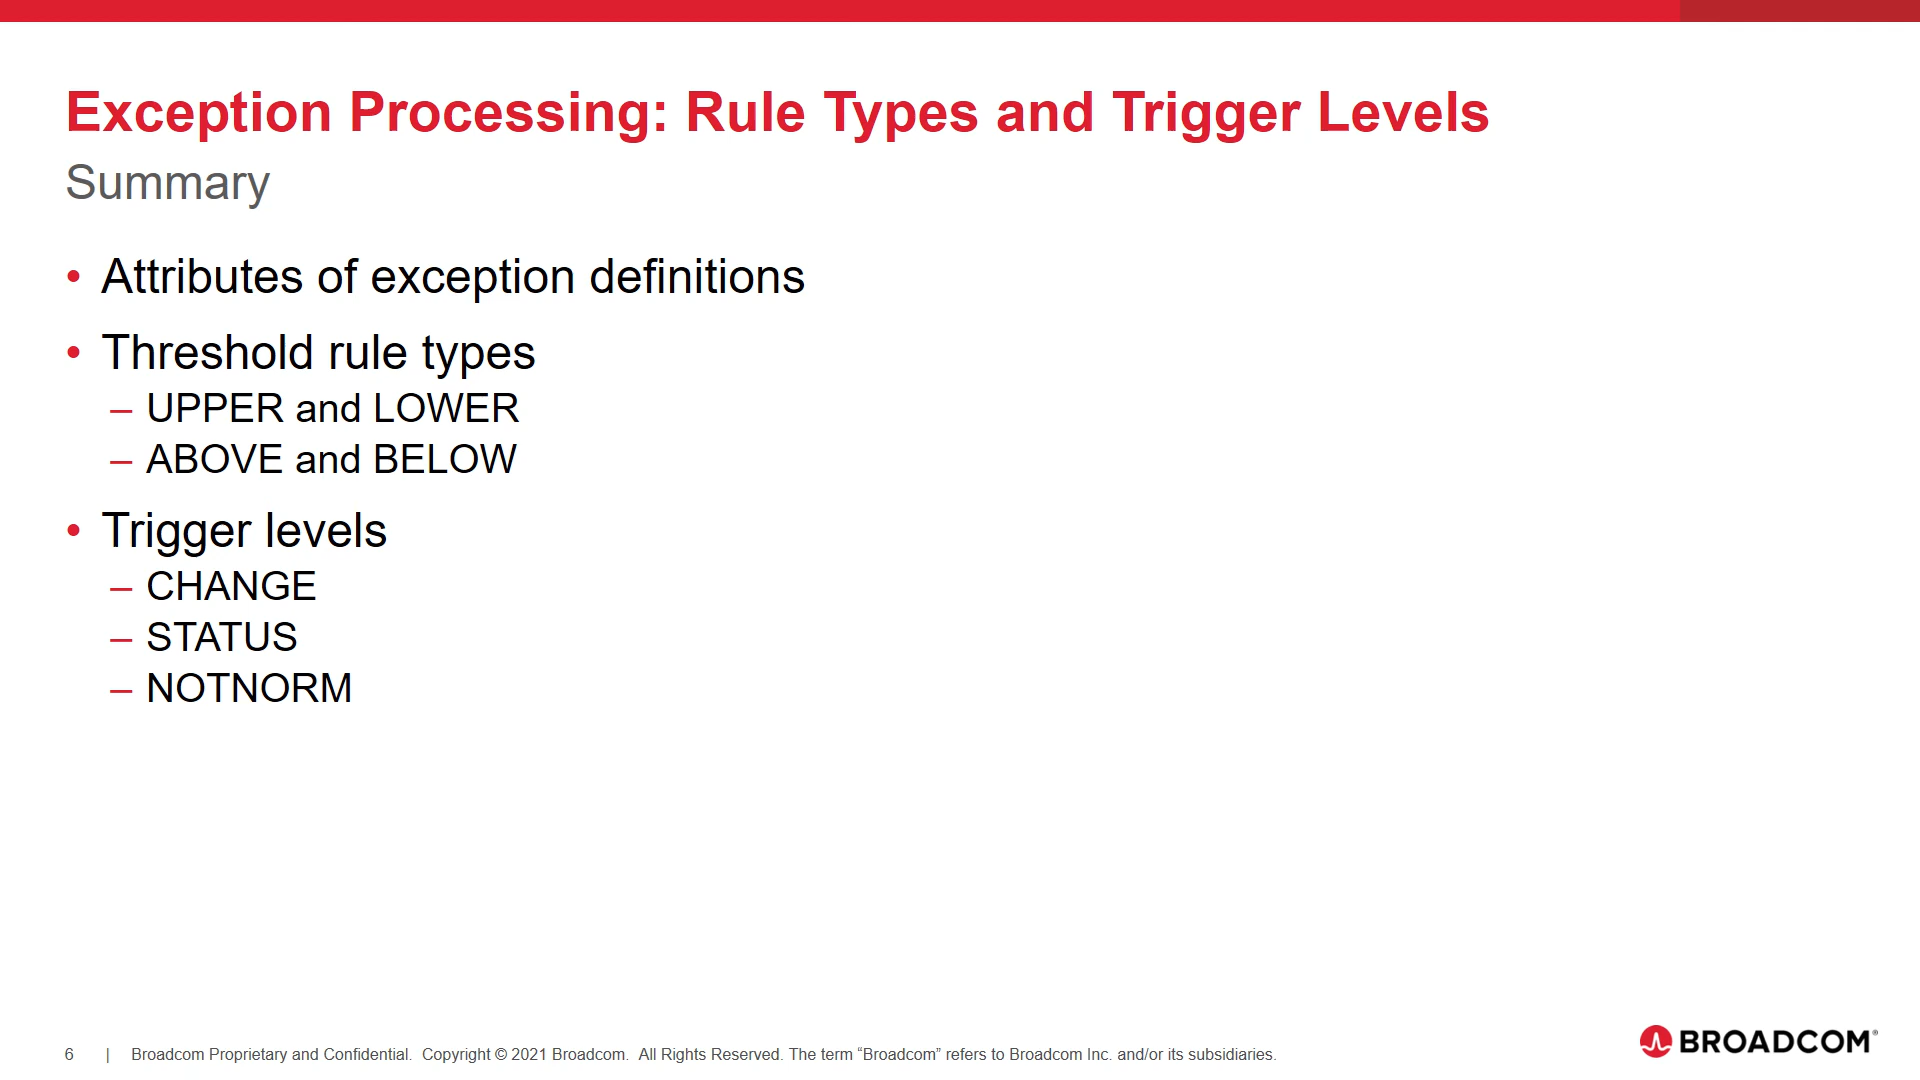 Exception Processing: Rule Types and Trigger Levels
Summary
• Attributes of exception definitions
• Threshold rule types
– UPPER and LOWER
– ABOVE and BELOW
• Trigger levels
– CHANGE
– STATUS
– NOTNORM
6 | Broadcom Proprietary and Confidential. Copyright © 2021 Broadcom. All Rights Reserved. The term “Broadcom” refers to Broadcom Inc. and/or its subsidiaries.
BROADCOM®